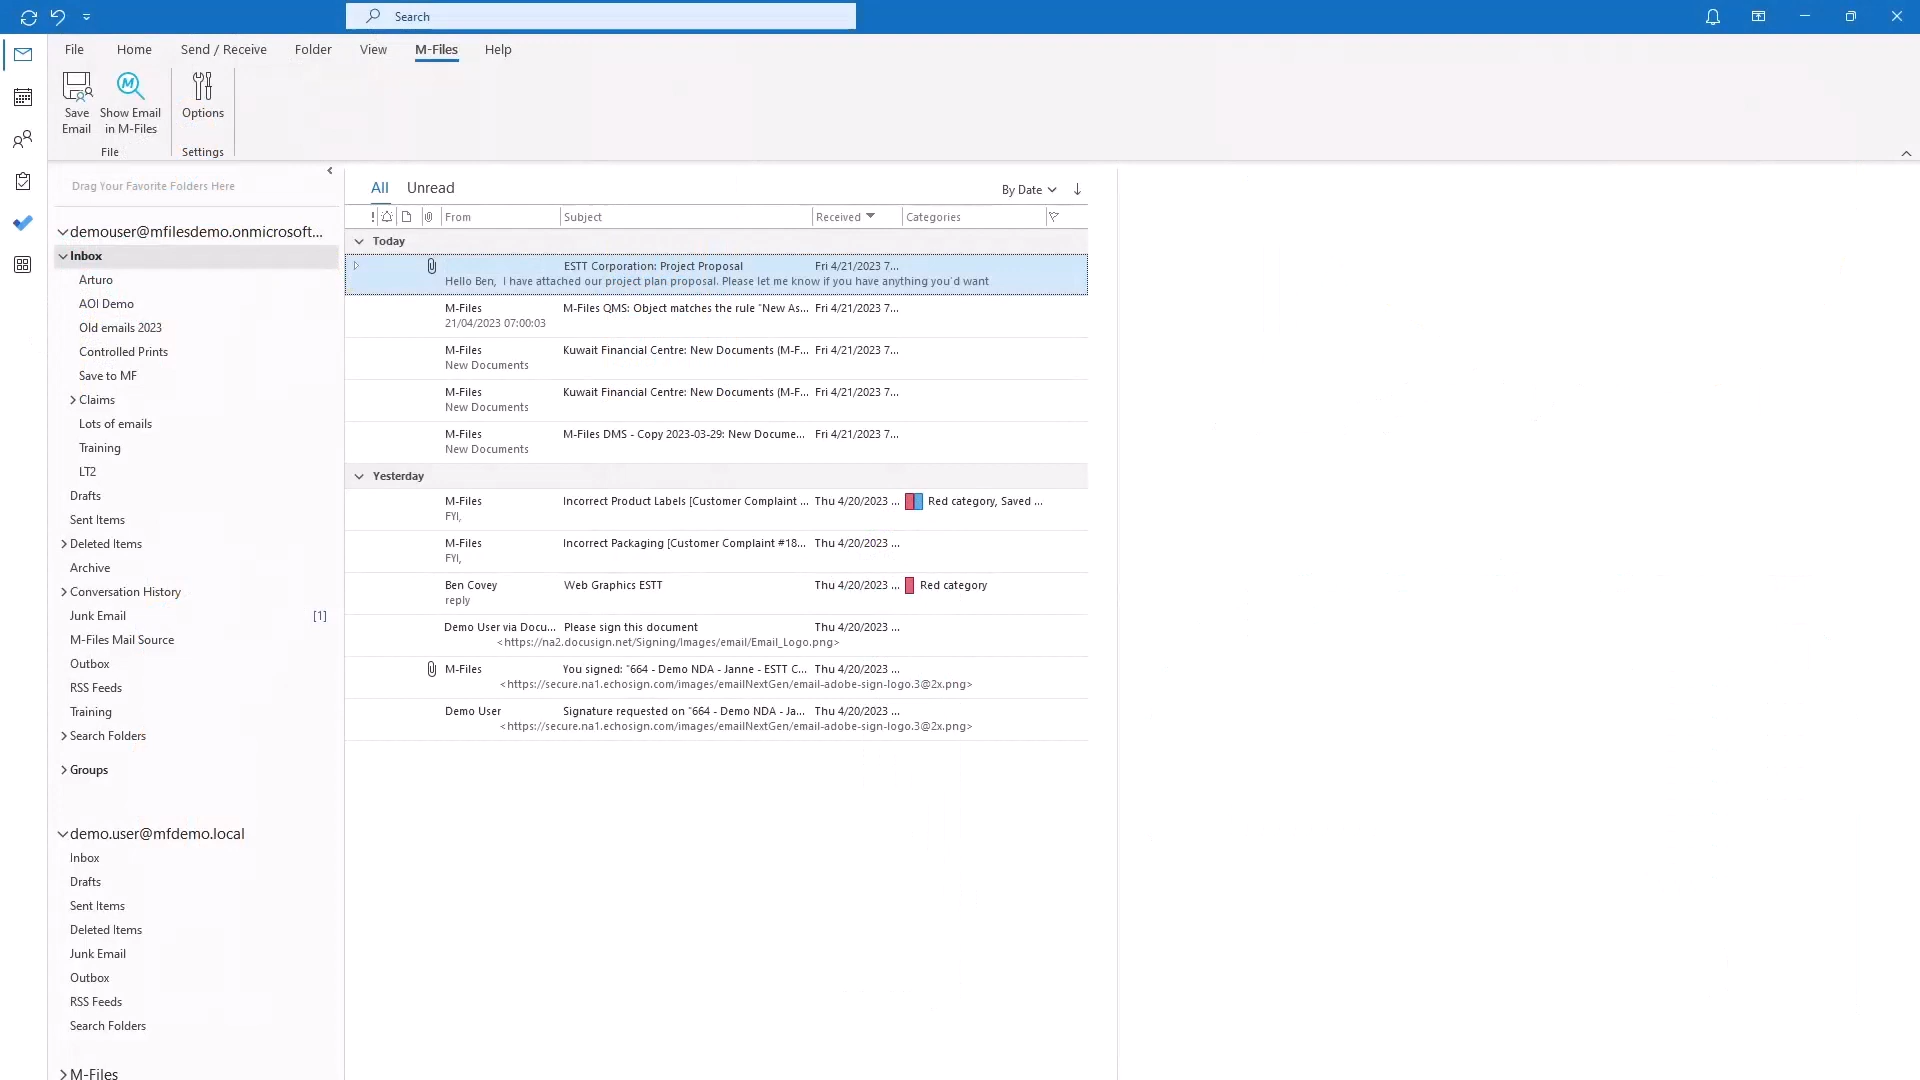 Search
File Home Send / Receive Folder View M-Files Help
Save Email
Show Email in M-Files
Options
File Settings
Drag Your Favorite Folders Here
demouser@mfilesdemo.onmicrosoft...
Inbox
Arturo
AOI Demo
Old emails 2023
Controlled Prints
Save to MF
Claims
Lots of emails
Training
LT2
Drafts
Sent Items
Deleted Items
Archive
Conversation History
Junk Email [1]
M-Files Mail Source
Outbox
RSS Feeds
Training
Search Folders
Groups
demo.user@mfdemo.local
Inbox
Drafts
Sent Items
Deleted Items
Junk Email
Outbox
RSS Feeds
Search Folders
M-Files
All Unread By Date
! From Subject Received Categories
Today
ESTT Corporation: Project Proposal Fri 4/21/2023 7...
Hello Ben, I have attached our project plan proposal. Please let me know if you have anything you'd want
M-Files M-Files QMS: Object matches the rule "New As... Fri 4/21/2023 7...
21/04/2023 07:00:03
M-Files Kuwait Financial Centre: New Documents (M-F... Fri 4/21/2023 7...
New Documents
M-Files Kuwait Financial Centre: New Documents (M-F... Fri 4/21/2023 7...
New Documents
M-Files M-Files DMS - Copy 2023-03-29: New Docume... Fri 4/21/2023 7...
New Documents
Yesterday
M-Files Incorrect Product Labels [Customer Complaint ... Thu 4/20/2023 ... Red category, Saved ...
FYI,
M-Files Incorrect Packaging [Customer Complaint #18... Thu 4/20/2023 ...
FYI,
Ben Covey Web Graphics ESTT Thu 4/20/2023 ... Red category
reply
Demo User via Docu... Please sign this document Thu 4/20/2023 ...
<https://na2.docusign.net/Signing/Images/email/Email_Logo.png>
M-Files You signed: "664 - Demo NDA - Janne - ESTT C... Thu 4/20/2023 ...
<https://secure.na1.echosign.com/images/emailNextGen/email-adobe-sign-logo.3@2x.png>
Demo User Signature requested on "664 - Demo NDA - Ja... Thu 4/20/2023 ...
<https://secure.na1.echosign.com/images/emailNextGen/email-adobe-sign-logo.3@2x.png>